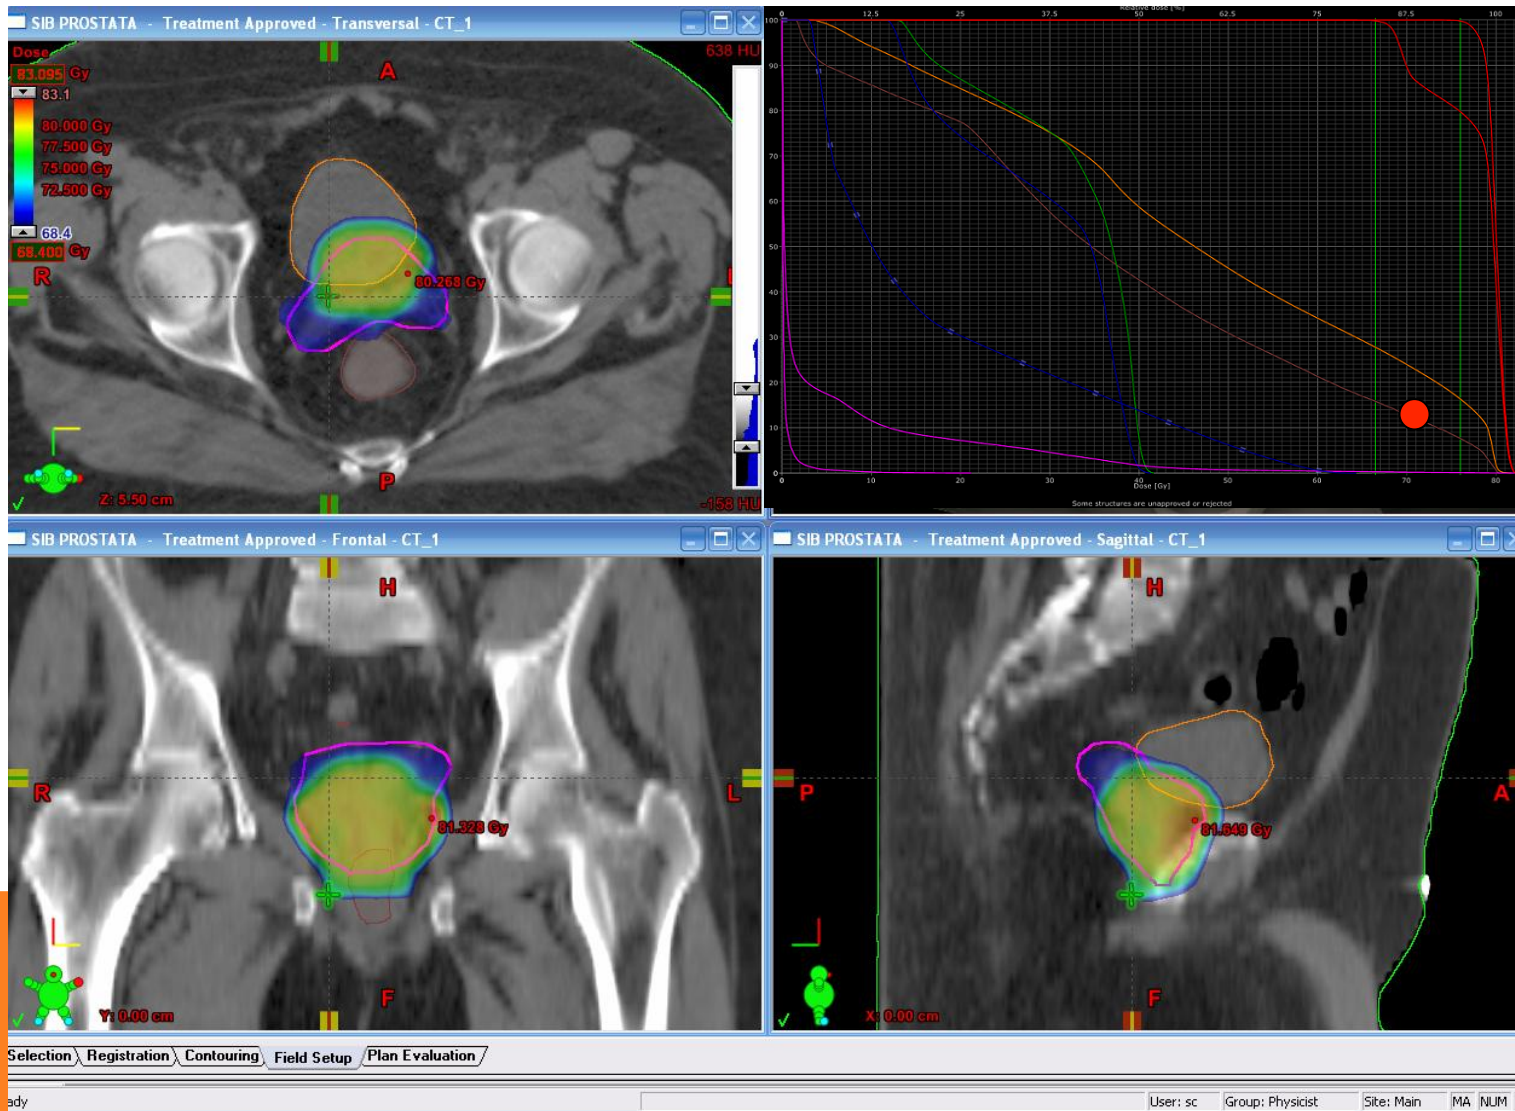 SIB PROSTATA - Treatment Approved - Transversal - CT_1
Dose
83.095 Gy
83.1
80.000 Gy
77.500 Gy
75.000 Gy
72.500 Gy
68.4
68.400 Gy
638 HU
A
R
80.268 Gy
P
Z: 5.50 cm
-158 HU
Relative dose [%]
0 12.5 25 37.5 50 62.5 75 87.5 100
100
90
80
70
60
50
40
30
20
10
0
0 10 20 30 40 50 60 70 80
Dose [Gy]
Some structures are unapproved or rejected
SIB PROSTATA - Treatment Approved - Frontal - CT_1
H
R
L
81.328 Gy
F
Y: 0.00 cm
SIB PROSTATA - Treatment Approved - Sagittal - CT_1
H
P
A
81.649 Gy
F
X: 0.00 cm
Selection Registration Contouring Field Setup Plan Evaluation
ady
User: sc Group: Physicist Site: Main MA NUM